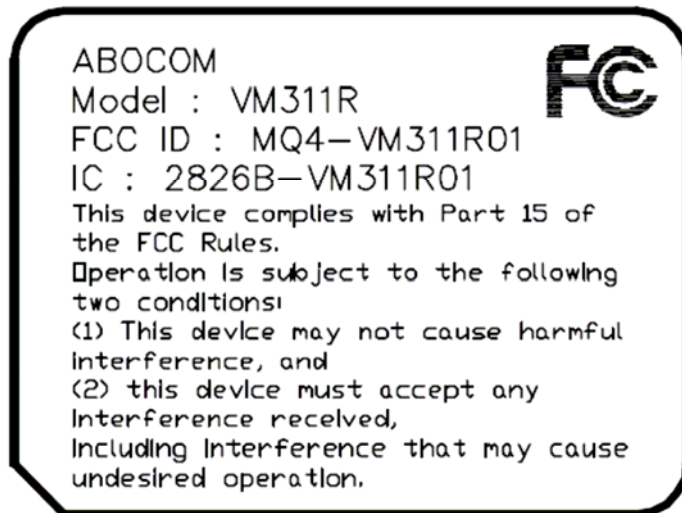 ABOCOM
Model : VM311R
FCC ID : MQ4-VM311R01
IC : 2826B-VM311R01
This device complies with Part 15 of
the FCC Rules.
Operation is subject to the following
two conditions:
(1) This device may not cause harmful
interference, and
(2) this device must accept any
interference received,
including interference that may cause
undesired operation.
FC